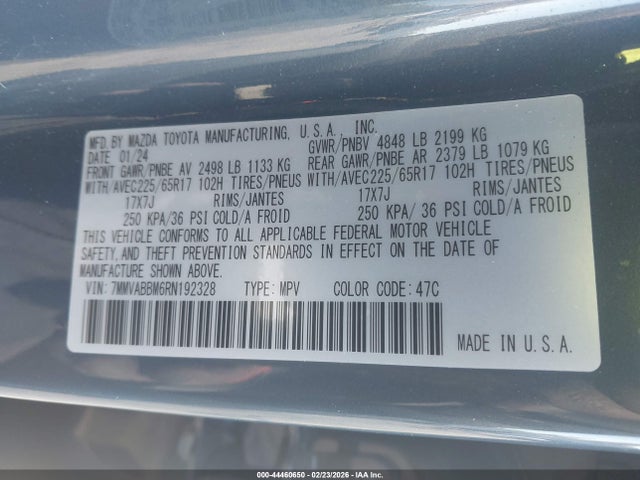 MFD.BY MAZDA TOYOTA MANUFACTURING, U.S.A. INC.
DATE 01/24 GVWR/PNBV 4848 LB 2199 KG
FRONT GAWR/PNBE AV 2498 LB 1133 KG REAR GAWR/PNBE AR 2379 LB 1079 KG
WITH/AVEC225/65R17 102H TIRES/PNEUS WITH/AVEC225/65R17 102H TIRES/PNEUS
17X7J RIMS/JANTES 17X7J RIMS/JANTES
250 KPA/36 PSI COLD/A FROID 250 KPA/ 36 PSI COLD/A FROID
THIS VEHICLE CONFORMS TO ALL APPLICABLE FEDERAL MOTOR VEHICLE
SAFETY, AND THEFT PREVENTION STANDARDS IN EFFECT ON THE DATE OF
MANUFACTURE SHOWN ABOVE.
VIN: 7MMVABBM6RN192328 TYPE: MPV COLOR CODE: 47C
MADE IN U.S.A.
000-44460650 - 02/23/2026 - IAA Inc.